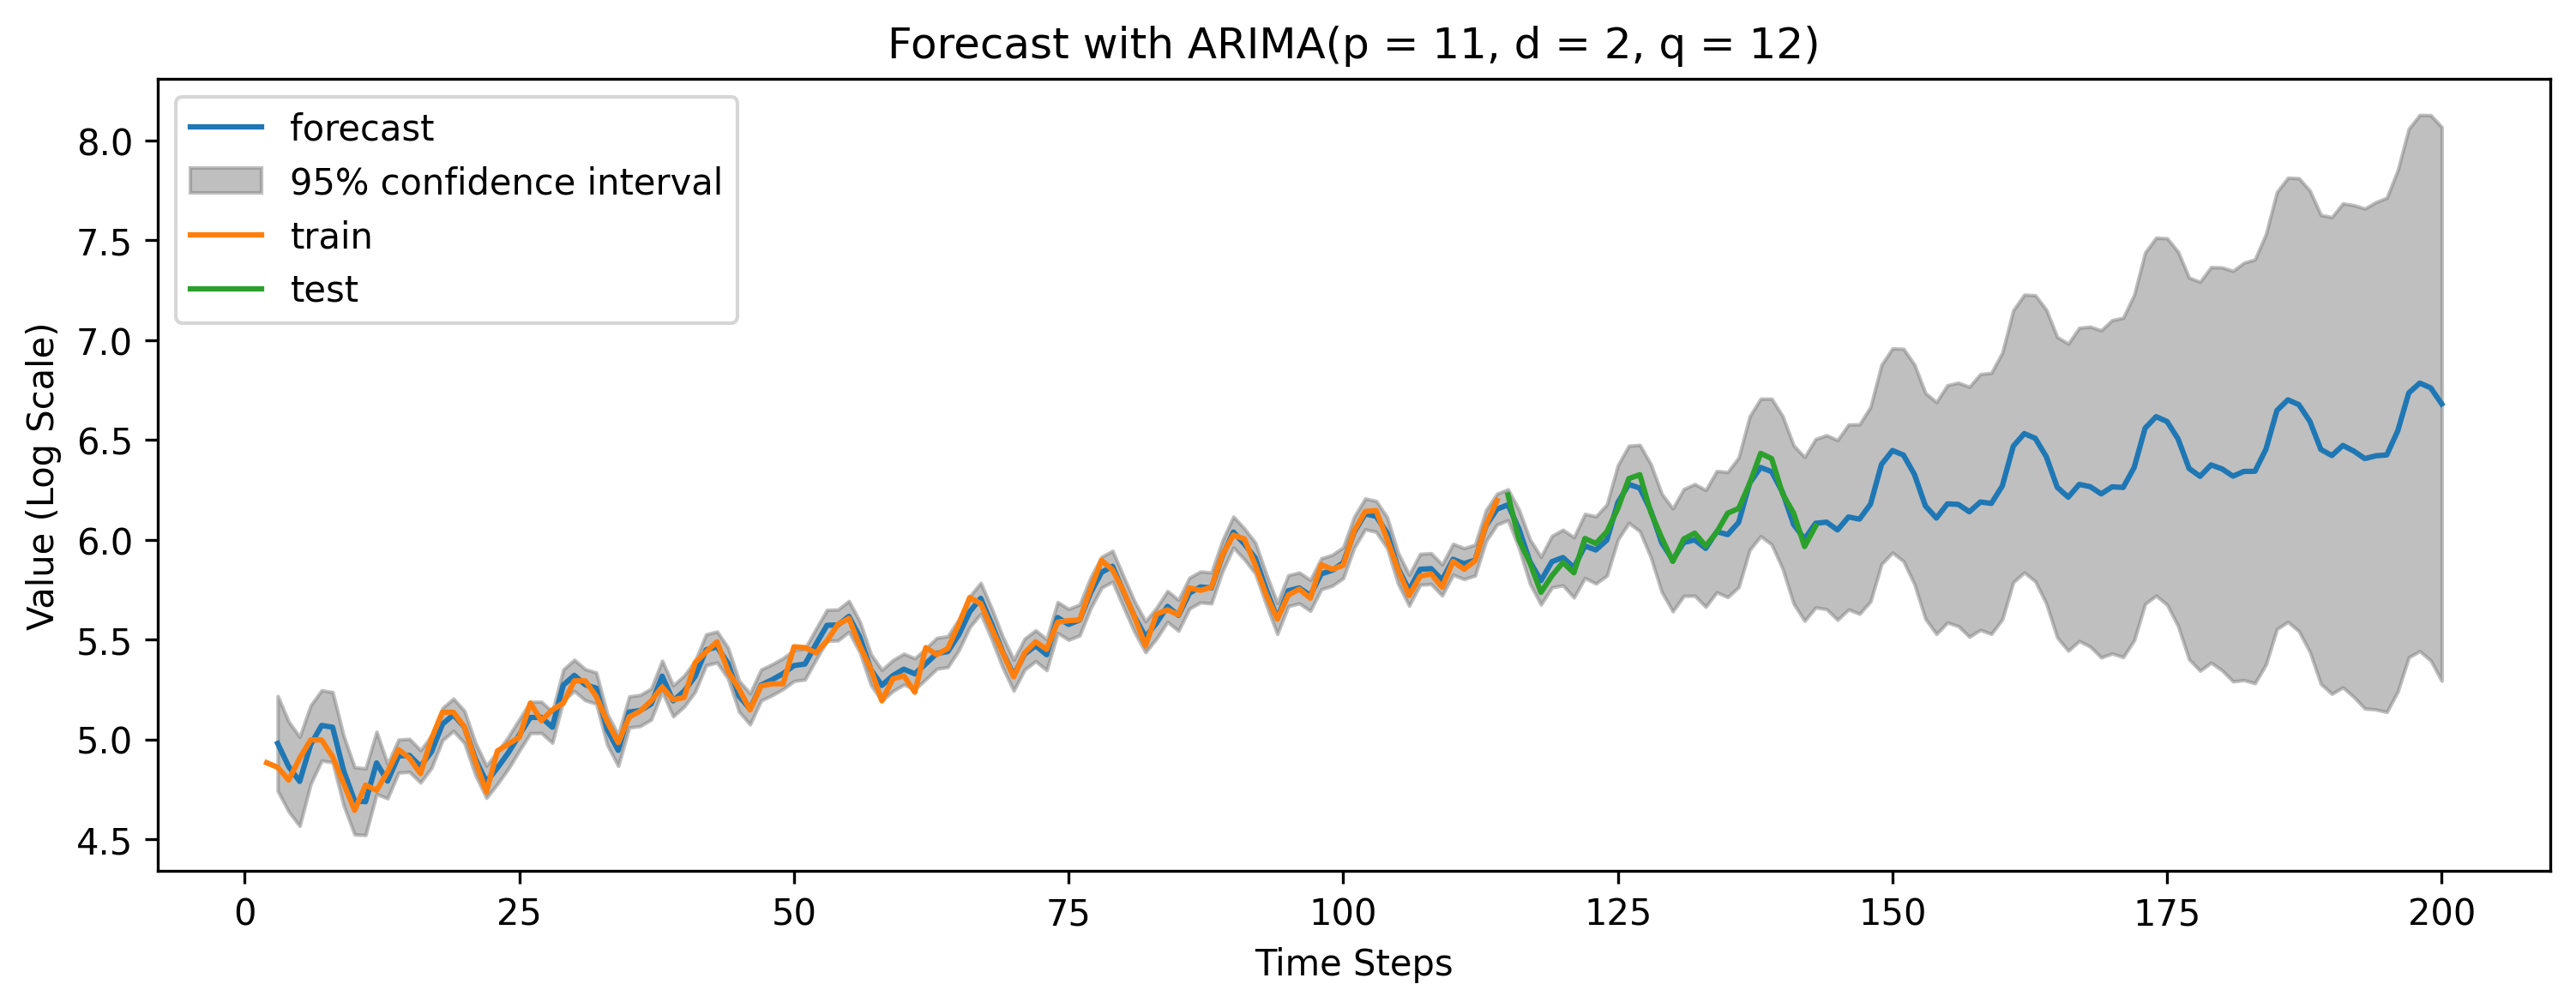 Forecast with ARIMA(p = 11, d = 2, q = 12)
forecast
95% confidence interval
train
test
Value (Log Scale)
8.0
7.5
7.0
6.5
6.0
5.5
5.0
4.5
0 25 50 75 100 125 150 175 200
Time Steps